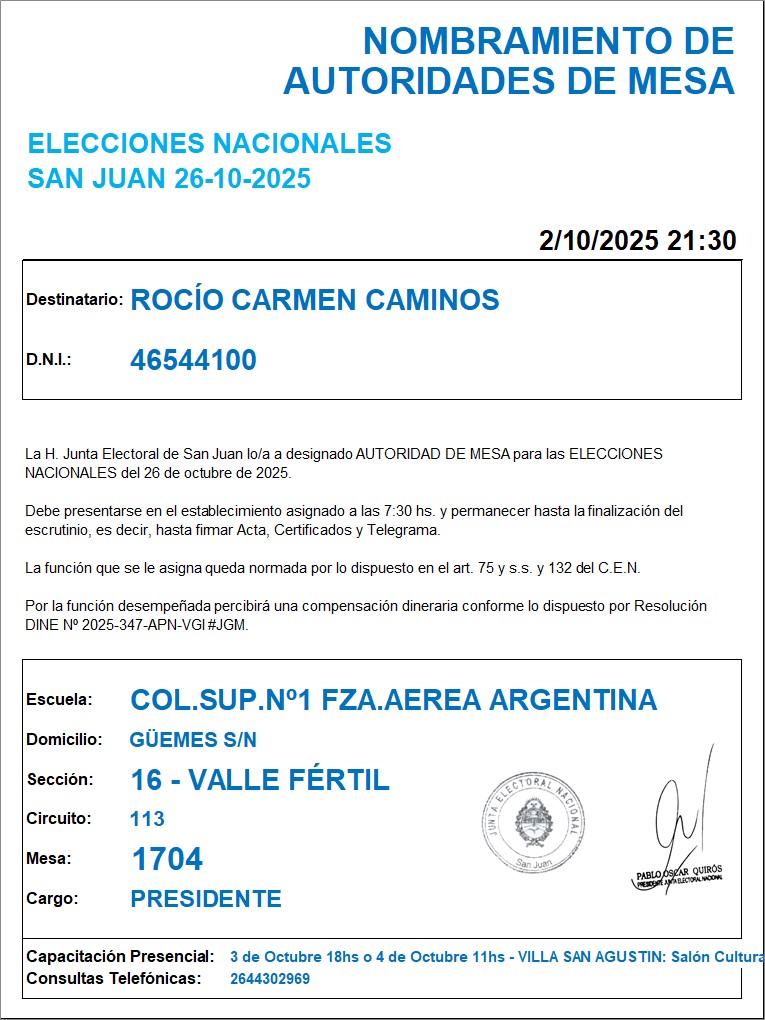 NOMBRAMIENTO DE
AUTORIDADES DE MESA
ELECCIONES NACIONALES
SAN JUAN 26-10-2025
2/10/2025 21:30
Destinatario: ROCÍO CARMEN CAMINOS
D.N.I.: 46544100
La H. Junta Electoral de San Juan lo/a a designado AUTORIDAD DE MESA para las ELECCIONES
NACIONALES del 26 de octubre de 2025.
Debe presentarse en el establecimiento asignado a las 7:30 hs. y permanecer hasta la finalización del
escrutinio, es decir, hasta firmar Acta, Certificados y Telegrama.
La función que se le asigna queda normada por lo dispuesto en el art. 75 y s.s. y 132 del C.E.N.
Por la función desempeñada percibirá una compensación dineraria conforme lo dispuesto por Resolución
DINE Nº 2025-347-APN-VGI#JGM.
Escuela: COL.SUP.Nº1 FZA.AEREA ARGENTINA
Domicilio: GÜEMES S/N
Sección: 16 - VALLE FÉRTIL
Circuito: 113
Mesa: 1704
Cargo: PRESIDENTE
JUNTA ELECTORAL NACIONAL
San Juan
PABLO OSCAR QUIRÓS
PRESIDENTE JUNTA ELECTORAL NACIONAL
Capacitación Presencial: 3 de Octubre 18hs o 4 de Octubre 11hs - VILLA SAN AGUSTIN: Salón Cultura
Consultas Telefónicas: 2644302969